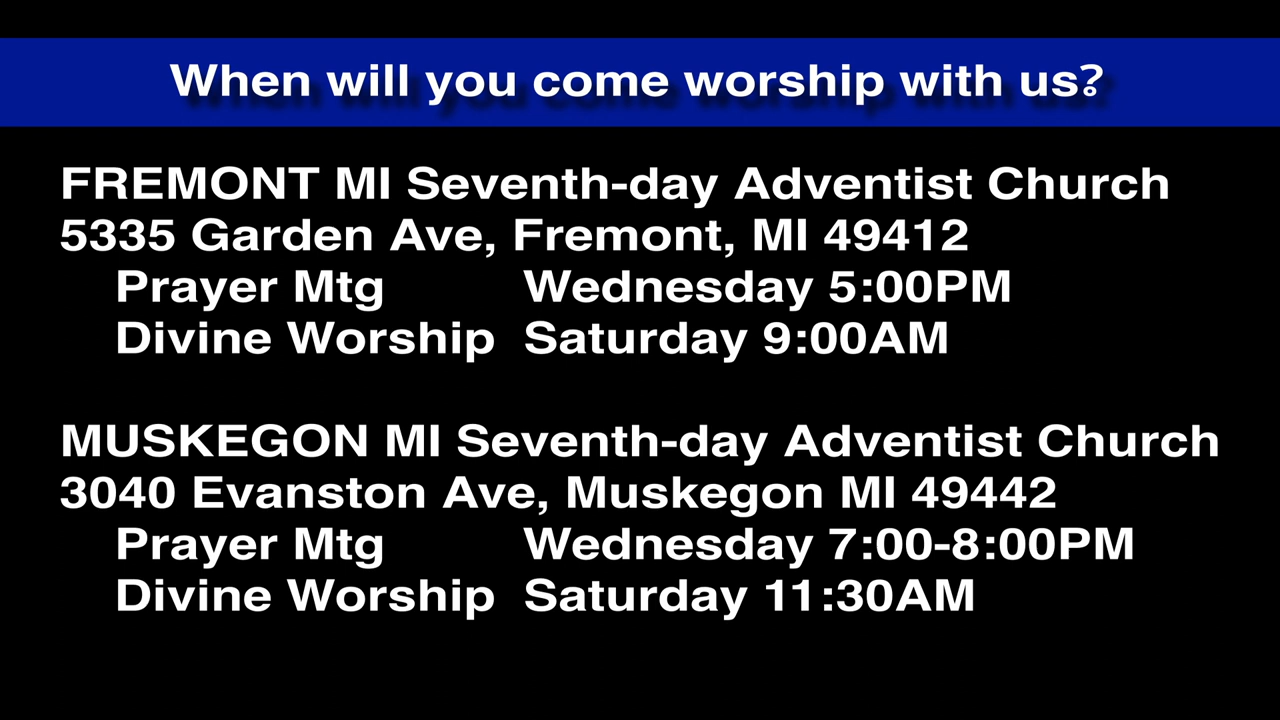 When will you come worship with us?
FREMONT MI Seventh-day Adventist Church
5335 Garden Ave, Fremont, MI 49412
Prayer Mtg Wednesday 5:00PM
Divine Worship Saturday 9:00AM
MUSKEGON MI Seventh-day Adventist Church
3040 Evanston Ave, Muskegon MI 49442
Prayer Mtg Wednesday 7:00-8:00PM
Divine Worship Saturday 11:30AM